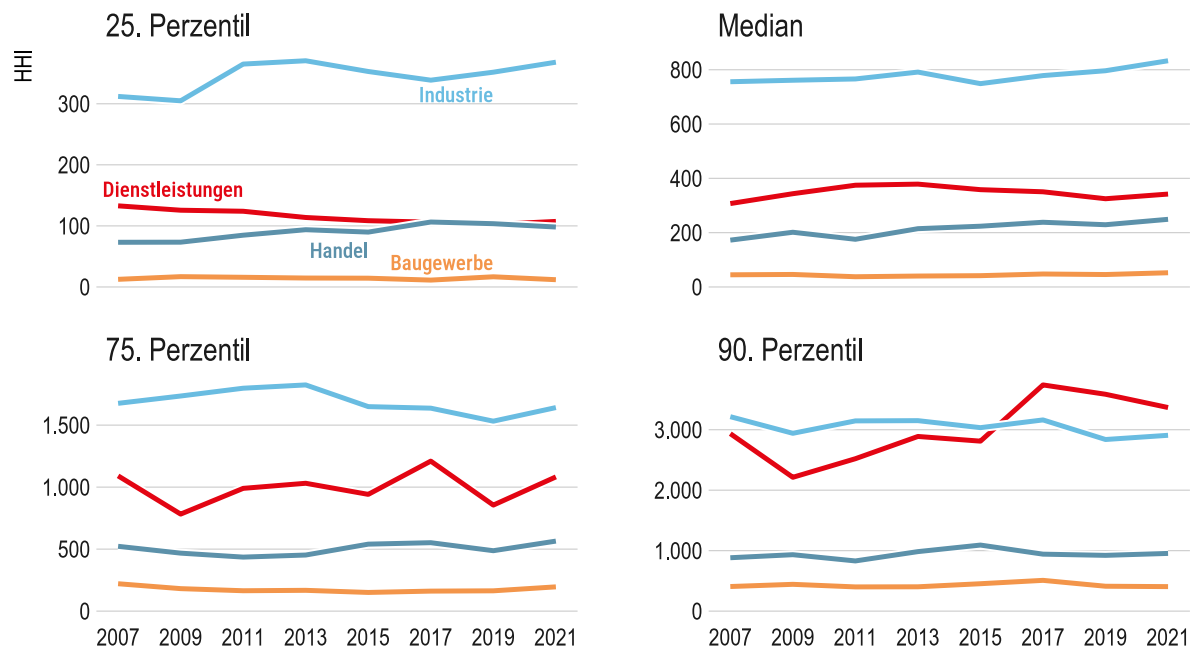 25. Perzentil
HHI
300
200
100
0
Industrie
Dienstleistungen
Handel
Baugewerbe
Median
800
600
400
200
0
75. Perzentil
1.500
1.000
500
0
2007 2009 2011 2013 2015 2017 2019 2021
90. Perzentil
3.000
2.000
1.000
0
2007 2009 2011 2013 2015 2017 2019 2021